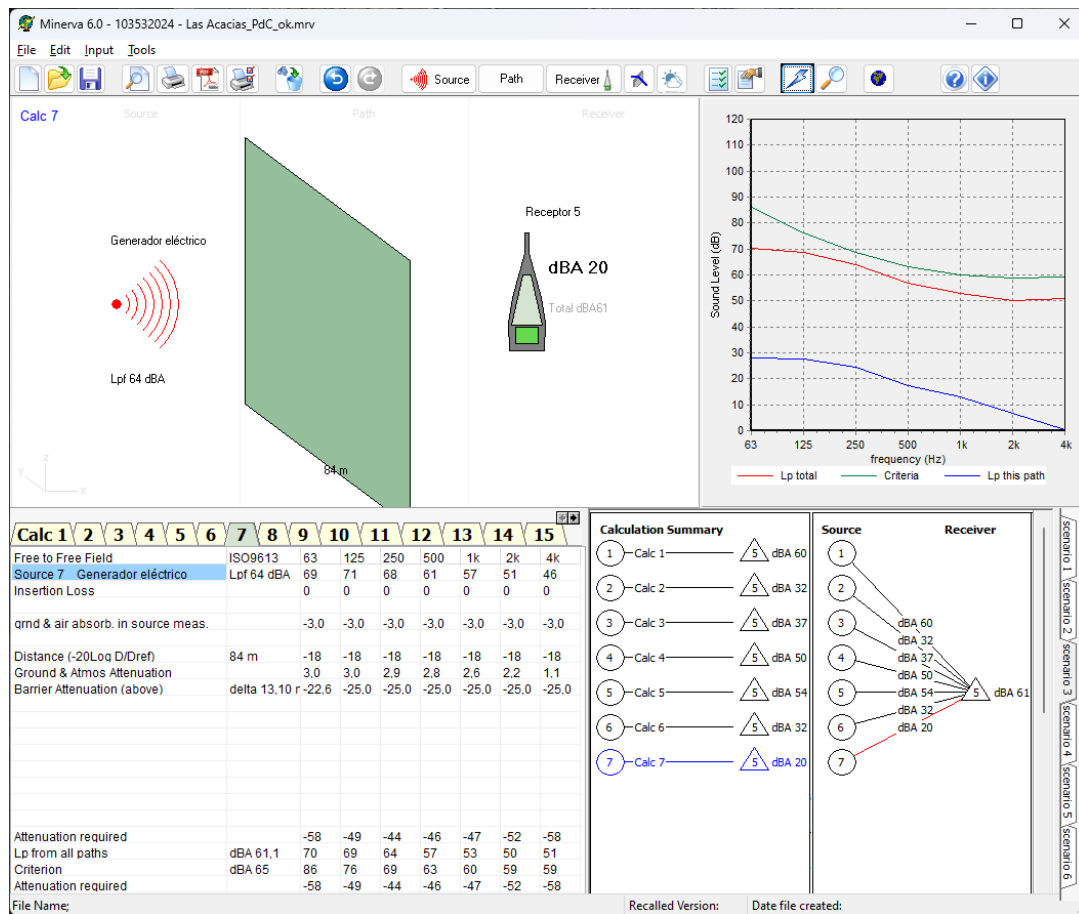 Minerva 6.0 - 103532024 - Las Acacias_PdC_ok.mrv
File Edit Input Tools
Source Path Receiver
Calc 7 Source Path Receiver
Generador eléctrico
Lpf 64 dBA
84 m
y z x
Receptor 5
dBA 20
Total dBA61
Sound Level (dB)
120
110
100
90
80
70
60
50
40
30
20
10
0
63 125 250 500 1k 2k 4k
frequency (Hz)
Lp total Criteria Lp this path
Calc 1 2 3 4 5 6 7 8 9 10 11 12 13 14 15
Free to Free Field ISO9613 63 125 250 500 1k 2k 4k
Source 7 Generador eléctrico Lpf 64 dBA 69 71 68 61 57 51 46
Insertion Loss 0 0 0 0 0 0 0
grnd & air absorb. in source meas. -3,0 -3,0 -3,0 -3,0 -3,0 -3,0 -3,0
Distance (-20Log D/Dref) 84 m -18 -18 -18 -18 -18 -18 -18
Ground & Atmos Attenuation 3,0 3,0 2,9 2,8 2,6 2,2 1,1
Barrier Attenuation (above) delta 13,10 r -22,6 -25,0 -25,0 -25,0 -25,0 -25,0 -25,0
Attenuation required -58 -49 -44 -46 -47 -52 -58
Lp from all paths dBA 61,1 70 69 64 57 53 50 51
Criterion dBA 65 86 76 69 63 60 59 59
Attenuation required -58 -49 -44 -46 -47 -52 -58
Calculation Summary
1 Calc 1 5 dBA 60
2 Calc 2 5 dBA 32
3 Calc 3 5 dBA 37
4 Calc 4 5 dBA 50
5 Calc 5 5 dBA 54
6 Calc 6 5 dBA 32
7 Calc 7 5 dBA 20
Source Receiver
1
2
3 dBA 60
dBA 32
4 dBA 37
dBA 50
5 dBA 54 5 dBA 61
dBA 32
6 dBA 20
7
scenario 1
scenario 2
scenario 3
scenario 4
scenario 5
scenario 6
File Name; Recalled Version: Date file created: